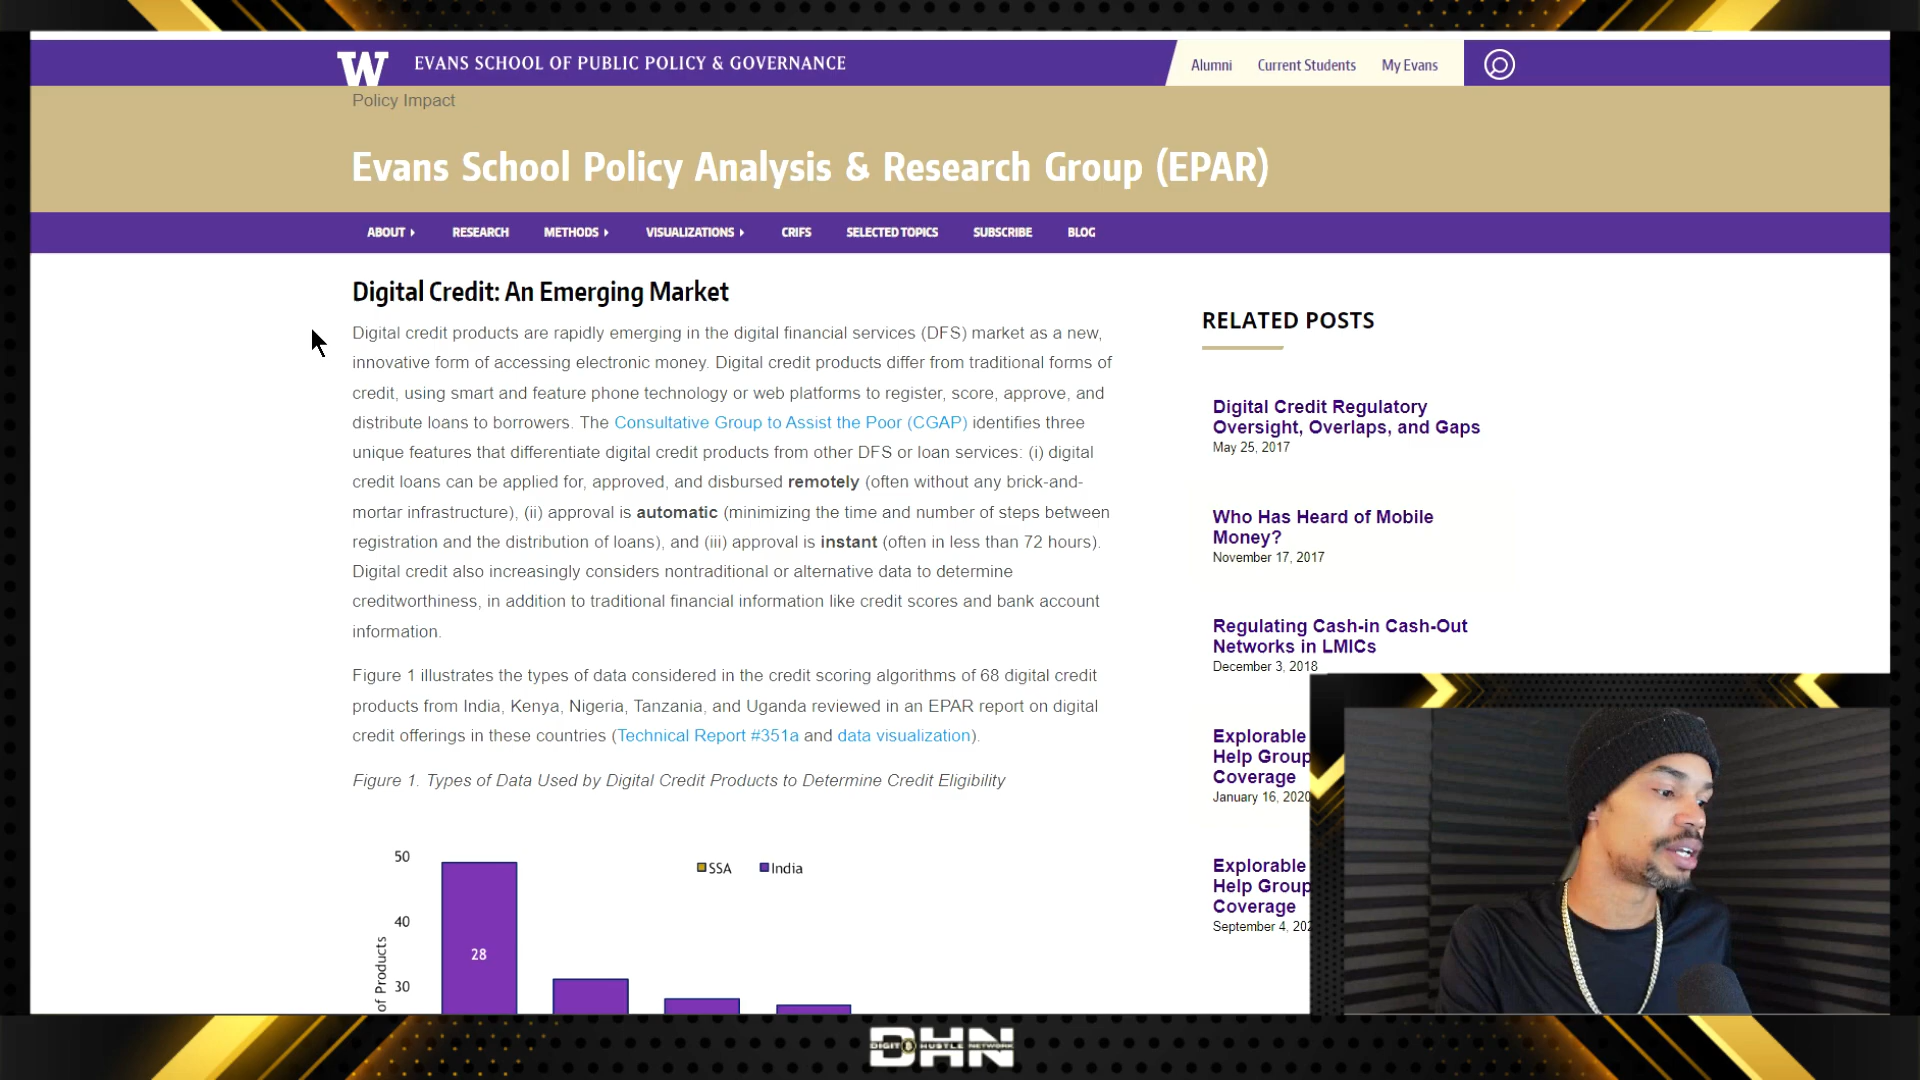 W EVANS SCHOOL OF PUBLIC POLICY & GOVERNANCE
Alumni Current Students My Evans
Policy Impact
Evans School Policy Analysis & Research Group (EPAR)
ABOUT RESEARCH METHODS VISUALIZATIONS CRIFS SELECTED TOPICS SUBSCRIBE BLOG
Digital Credit: An Emerging Market
Digital credit products are rapidly emerging in the digital financial services (DFS) market as a new,
innovative form of accessing electronic money. Digital credit products differ from traditional forms of
credit, using smart and feature phone technology or web platforms to register, score, approve, and
distribute loans to borrowers. The Consultative Group to Assist the Poor (CGAP) identifies three
unique features that differentiate digital credit products from other DFS or loan services: (i) digital
credit loans can be applied for, approved, and disbursed remotely (often without any brick-and-
mortar infrastructure), (ii) approval is automatic (minimizing the time and number of steps between
registration and the distribution of loans), and (iii) approval is instant (often in less than 72 hours).
Digital credit also increasingly considers nontraditional or alternative data to determine
creditworthiness, in addition to traditional financial information like credit scores and bank account
information.
Figure 1 illustrates the types of data considered in the credit scoring algorithms of 68 digital credit
products from India, Kenya, Nigeria, Tanzania, and Uganda reviewed in an EPAR report on digital
credit offerings in these countries (Technical Report #351a and data visualization).
Figure 1. Types of Data Used by Digital Credit Products to Determine Credit Eligibility
50
40
30
of Products
28
SSA India
RELATED POSTS
Digital Credit Regulatory
Oversight, Overlaps, and Gaps
May 25, 2017
Who Has Heard of Mobile
Money?
November 17, 2017
Regulating Cash-in Cash-Out
Networks in LMICs
December 3, 2018
Explorable
Help Group
Coverage
January 16, 2020
Explorable
Help Group
Coverage
September 4, 202
DHN
DIGITAL HUSTLE NETWORK